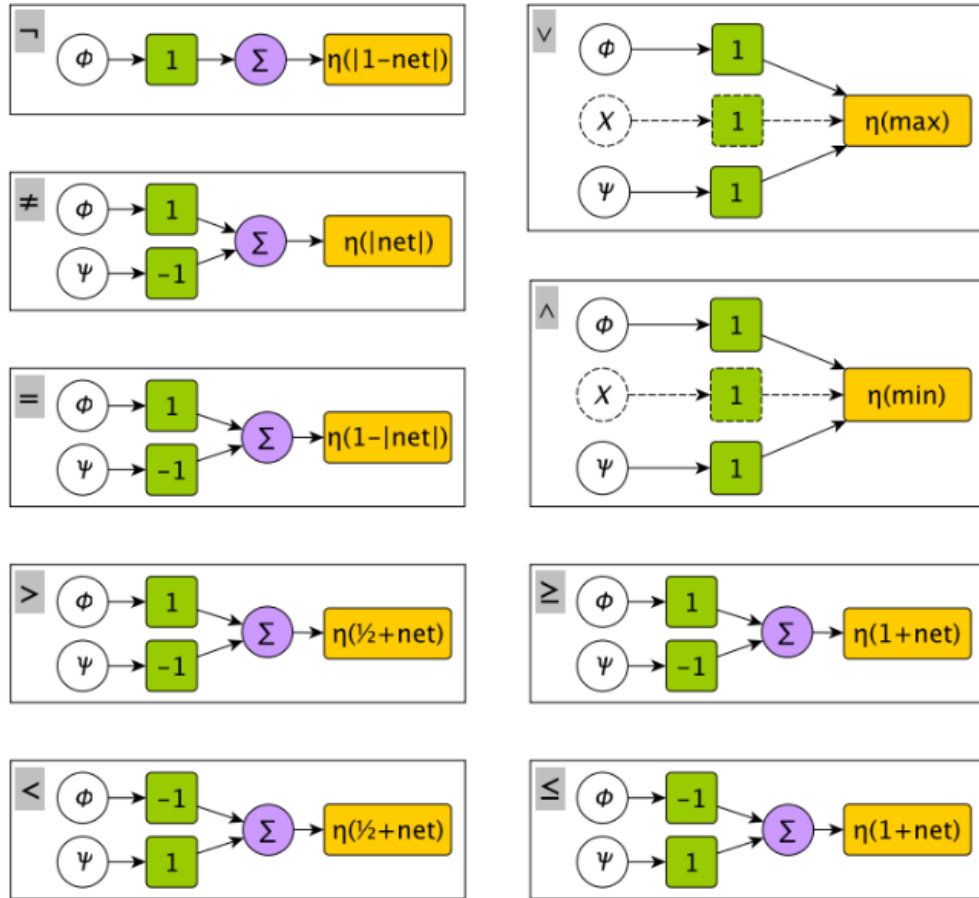 ¬
Φ 1 Σ η(|1−net|)
≠
Φ 1
Σ η(|net|)
Ψ −1
=
Φ 1
Σ η(1−|net|)
Ψ −1
>
Φ 1
Σ η(½+net)
Ψ −1
<
Φ −1
Σ η(½+net)
Ψ 1
∨
Φ 1
X 1 η(max)
Ψ 1
∧
Φ 1
X 1 η(min)
Ψ 1
≥
Φ 1
Σ η(1+net)
Ψ −1
≤
Φ −1
Σ η(1+net)
Ψ 1